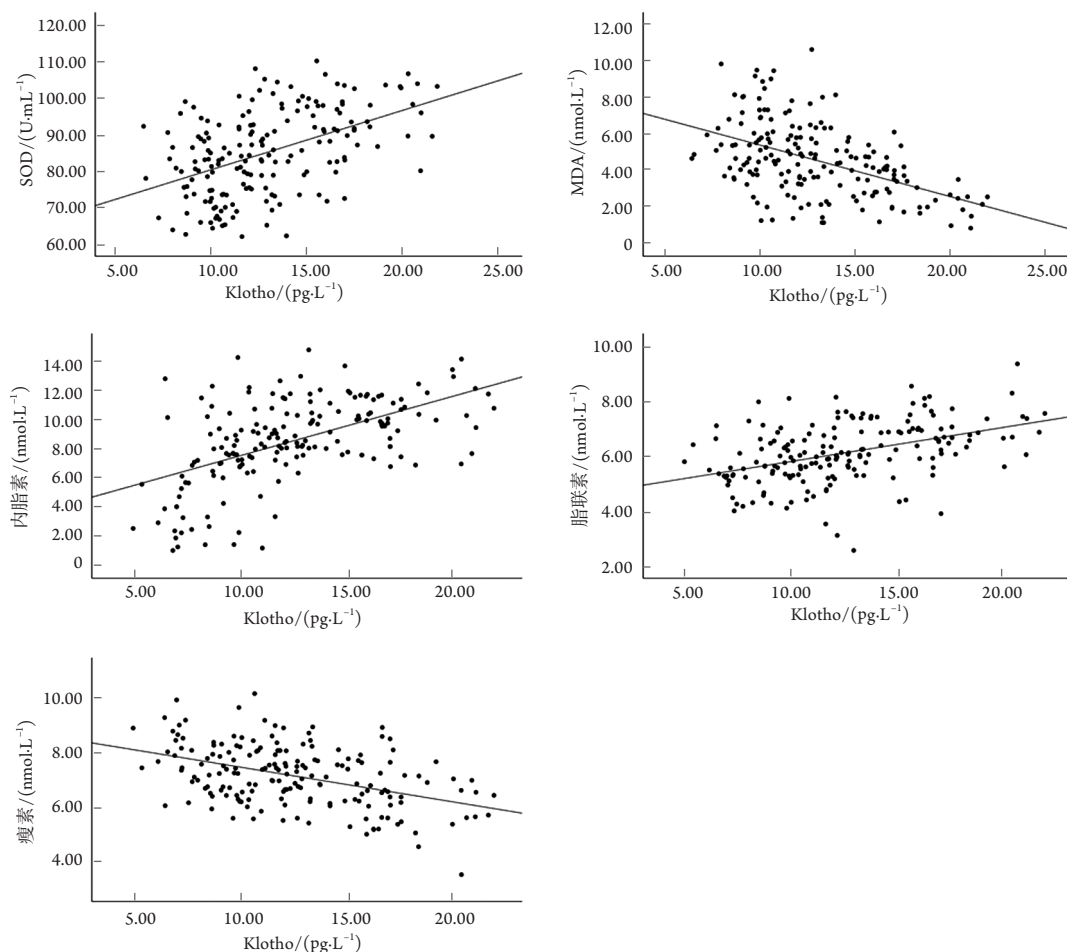 120.00
110.00
100.00
90.00
80.00
70.00
60.00
SOD/(U·mL⁻¹)
5.00 10.00 15.00 20.00 25.00
Klotho/(pg·L⁻¹)
12.00
10.00
8.00
6.00
4.00
2.00
0
MDA/(nmol·L⁻¹)
5.00 10.00 15.00 20.00 25.00
Klotho/(pg·L⁻¹)
14.00
12.00
10.00
8.00
6.00
4.00
2.00
0
内脂素/(nmol·L⁻¹)
5.00 10.00 15.00 20.00
Klotho/(pg·L⁻¹)
10.00
8.00
6.00
4.00
2.00
脂联素/(nmol·L⁻¹)
5.00 10.00 15.00 20.00
Klotho/(pg·L⁻¹)
10.00
8.00
6.00
4.00
瘦素/(nmol·L⁻¹)
5.00 10.00 15.00 20.00
Klotho/(pg·L⁻¹)